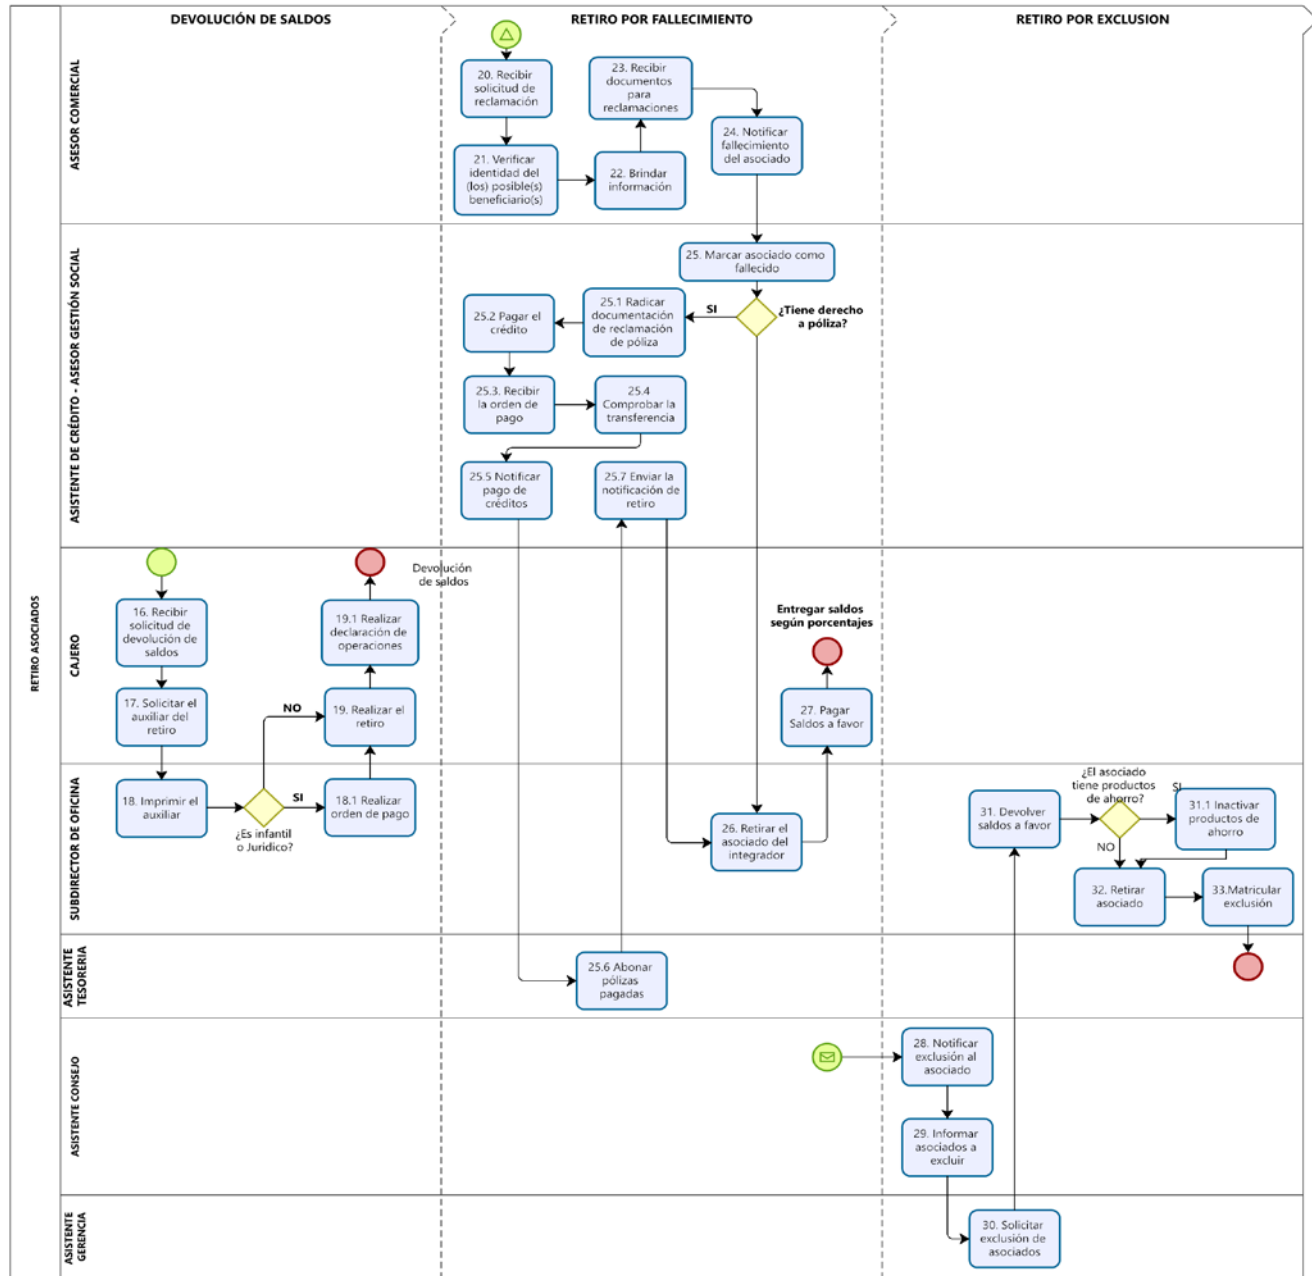 DEVOLUCIÓN DE SALDOS
RETIRO POR FALLECIMIENTO
RETIRO POR EXCLUSION
RETIRO ASOCIADOS
ASESOR COMERCIAL
20. Recibir
solicitud de
reclamación
21. Verificar
identidad del
(los) posible(s)
beneficiario(s)
22. Brindar
información
23. Recibir
documentos
para
reclamaciones
24. Notificar
fallecimiento
del asociado
ASISTENTE DE CRÉDITO - ASESOR GESTIÓN SOCIAL
25. Marcar asociado como
fallecido
¿Tiene derecho
a póliza?
SI
25.1 Radicar
documentación
de reclamación
de póliza
25.2 Pagar el
crédito
25.3. Recibir
la orden de
pago
25.4
Comprobar la
transferencia
25.5 Notificar
pago de
créditos
25.7 Enviar la
notificación de
retiro
CAJERO
16. Recibir
solicitud de
devolución de
saldos
17. Solicitar el
auxiliar del
retiro
NO
19. Realizar el
retiro
19.1 Realizar
declaración de
operaciones
Devolución
de saldos
Entregar saldos
según porcentajes
27. Pagar
Saldos a favor
SUBDIRECTOR DE OFICINA
18. Imprimir el
auxiliar
¿Es infantil
o Juridico?
SI
18.1 Realizar
orden de pago
26. Retirar el
asociado del
integrador
31. Devolver
saldos a favor
¿El asociado
tiene productos
de ahorro?
SI
31.1 Inactivar
productos de
ahorro
NO
32. Retirar
asociado
33.Matricular
exclusión
ASISTENTE
TESORERIA
25.6 Abonar
pólizas
pagadas
ASISTENTE CONSEJO
28. Notificar
exclusión al
asociado
29. Informar
asociados a
excluir
ASISTENTE
GERENCIA
30. Solicitar
exclusión de
asociados